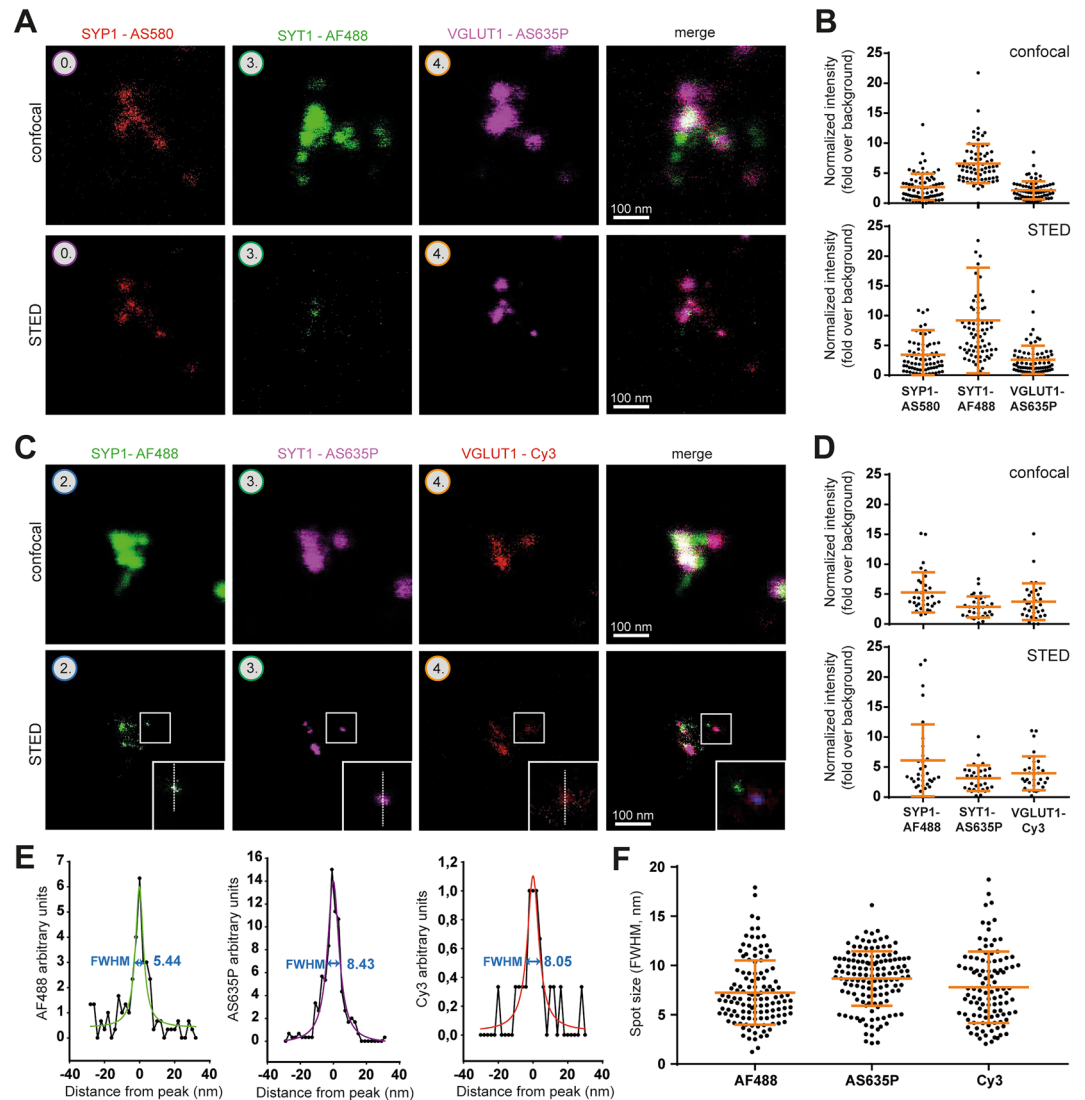 A
SYP1 - AS580
SYT1 - AF488
VGLUT1 - AS635P
merge
confocal
0.
3.
4.
100 nm
STED
0.
3.
4.
100 nm
B
confocal
Normalized intensity
(fold over background)
25
20
15
10
5
0
STED
Normalized intensity
(fold over background)
25
20
15
10
5
0
SYP1-
AS580
SYT1-
AF488
VGLUT1-
AS635P
C
SYP1- AF488
SYT1 - AS635P
VGLUT1 - Cy3
merge
confocal
2.
3.
4.
100 nm
STED
2.
3.
4.
100 nm
D
confocal
Normalized intensity
(fold over background)
25
20
15
10
5
0
STED
Normalized intensity
(fold over background)
25
20
15
10
5
0
SYP1-
AF488
SYT1-
AS635P
VGLUT1-
Cy3
E
AF488 arbitrary units
7
6
5
4
3
2
1
0
FWHM 5.44
-40 -20 0 20 40
Distance from peak (nm)
AS635P arbitrary units
16
14
12
10
8
6
4
2
0
FWHM 8.43
-40 -20 0 20 40
Distance from peak (nm)
Cy3 arbitrary units
1,2
1,0
0,8
0,6
0,4
0,2
0,0
FWHM 8.05
-40 -20 0 20 40
Distance from peak (nm)
F
Spot size (FWHM, nm)
20
15
10
5
0
AF488
AS635P
Cy3